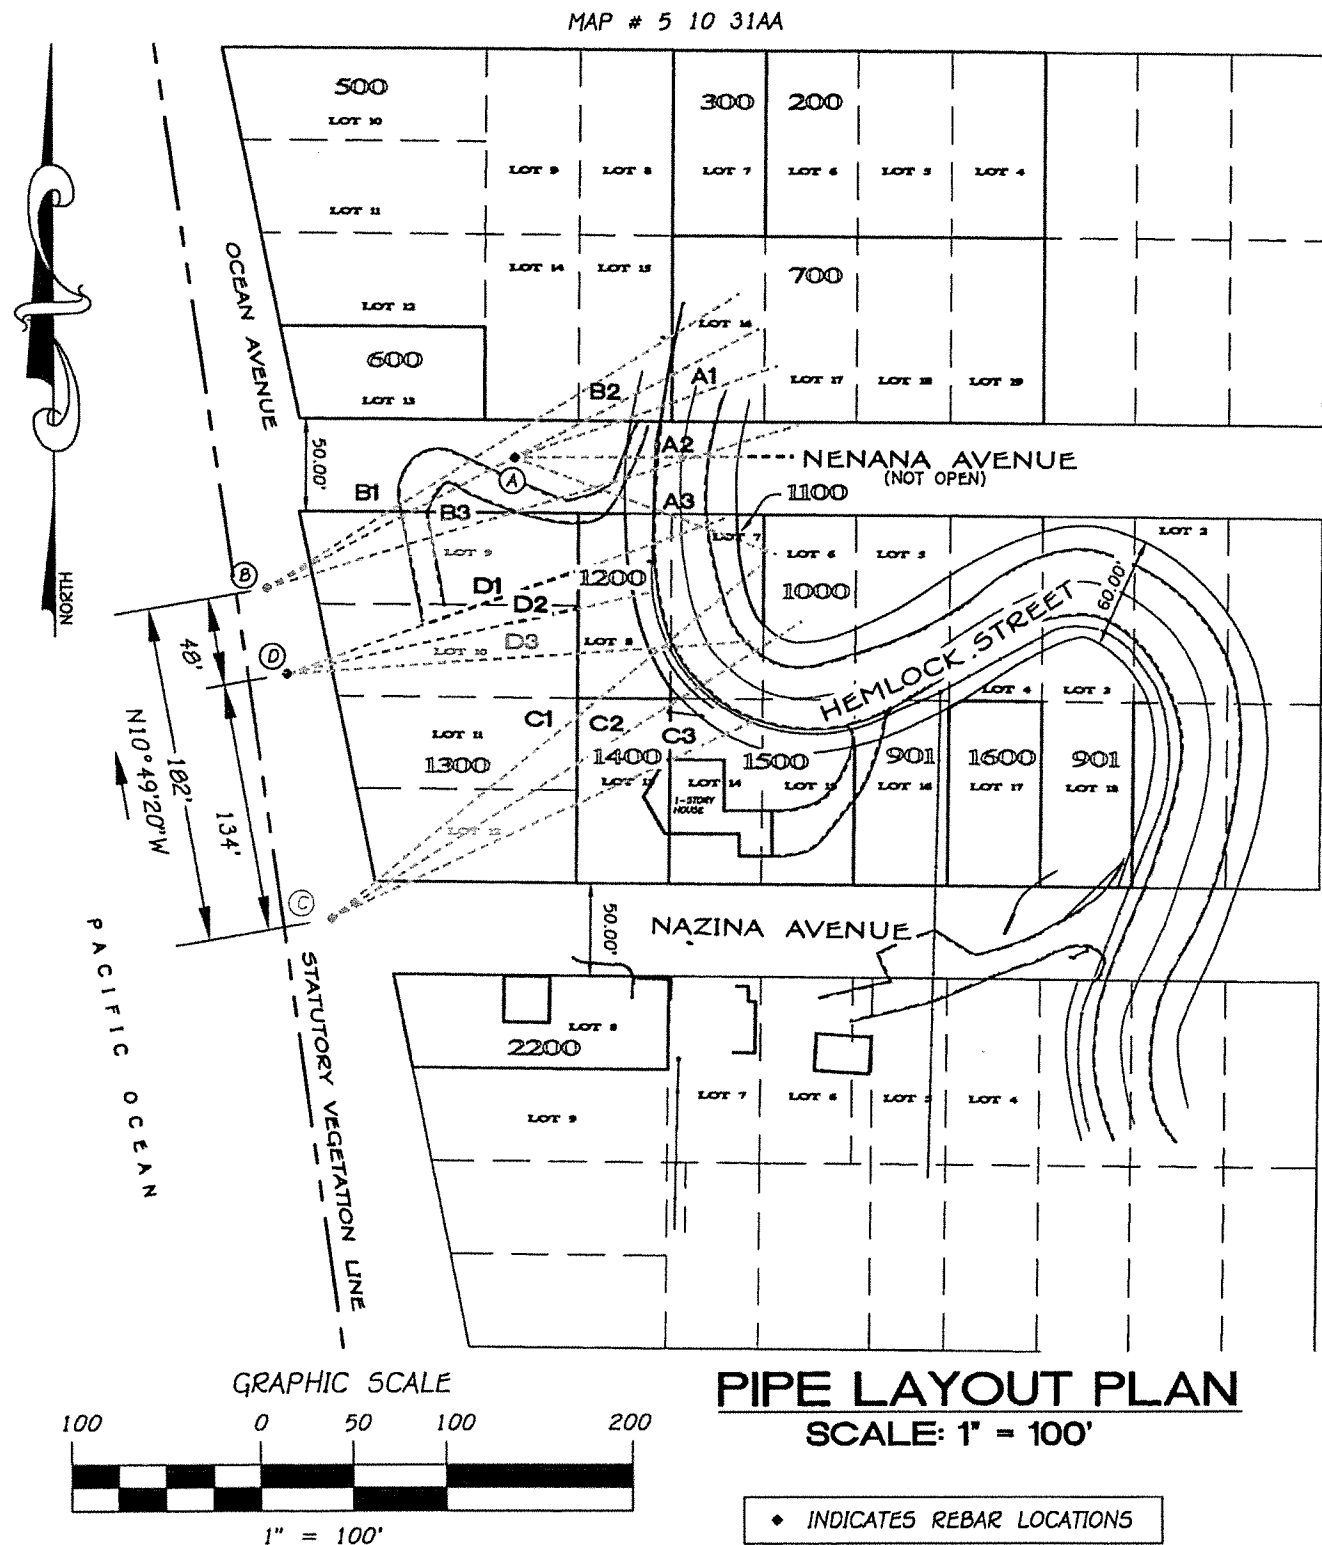 MAP # 5 10 31AA
500
LOT 10
300
200
LOT 9
LOT 8
LOT 7
LOT 6
LOT 5
LOT 4
LOT 11
OCEAN AVENUE
LOT 14
LOT 15
700
LOT 12
LOT 16
600
LOT 13
B2
A1
LOT 17
LOT 18
LOT 19
50.00'
A2
NENANA AVENUE
(NOT OPEN)
A
B1
B3
A3
1100
LOT 9
LOT 7
LOT 6
LOT 5
LOT 2
NORTH
B
D1
1200
1000
D2
60.00'
48'
D
LOT 10
D3
LOT 8
HEMLOCK STREET
LOT 4
LOT 3
N10°49'20"W
182'
134'
C1
C2
C3
LOT 11
1300
1400
1500
901
1600
901
LOT 13
LOT 14
LOT 15
LOT 16
LOT 17
LOT 18
1-STORY
HOUSE
LOT 12
C
50.00'
NAZINA AVENUE
PACIFIC OCEAN
STATUTORY VEGETATION LINE
LOT 8
2200
LOT 9
LOT 7
LOT 6
LOT 5
LOT 4
GRAPHIC SCALE
100 0 50 100 200
1" = 100'
PIPE LAYOUT PLAN
SCALE: 1" = 100'
INDICATES REBAR LOCATIONS